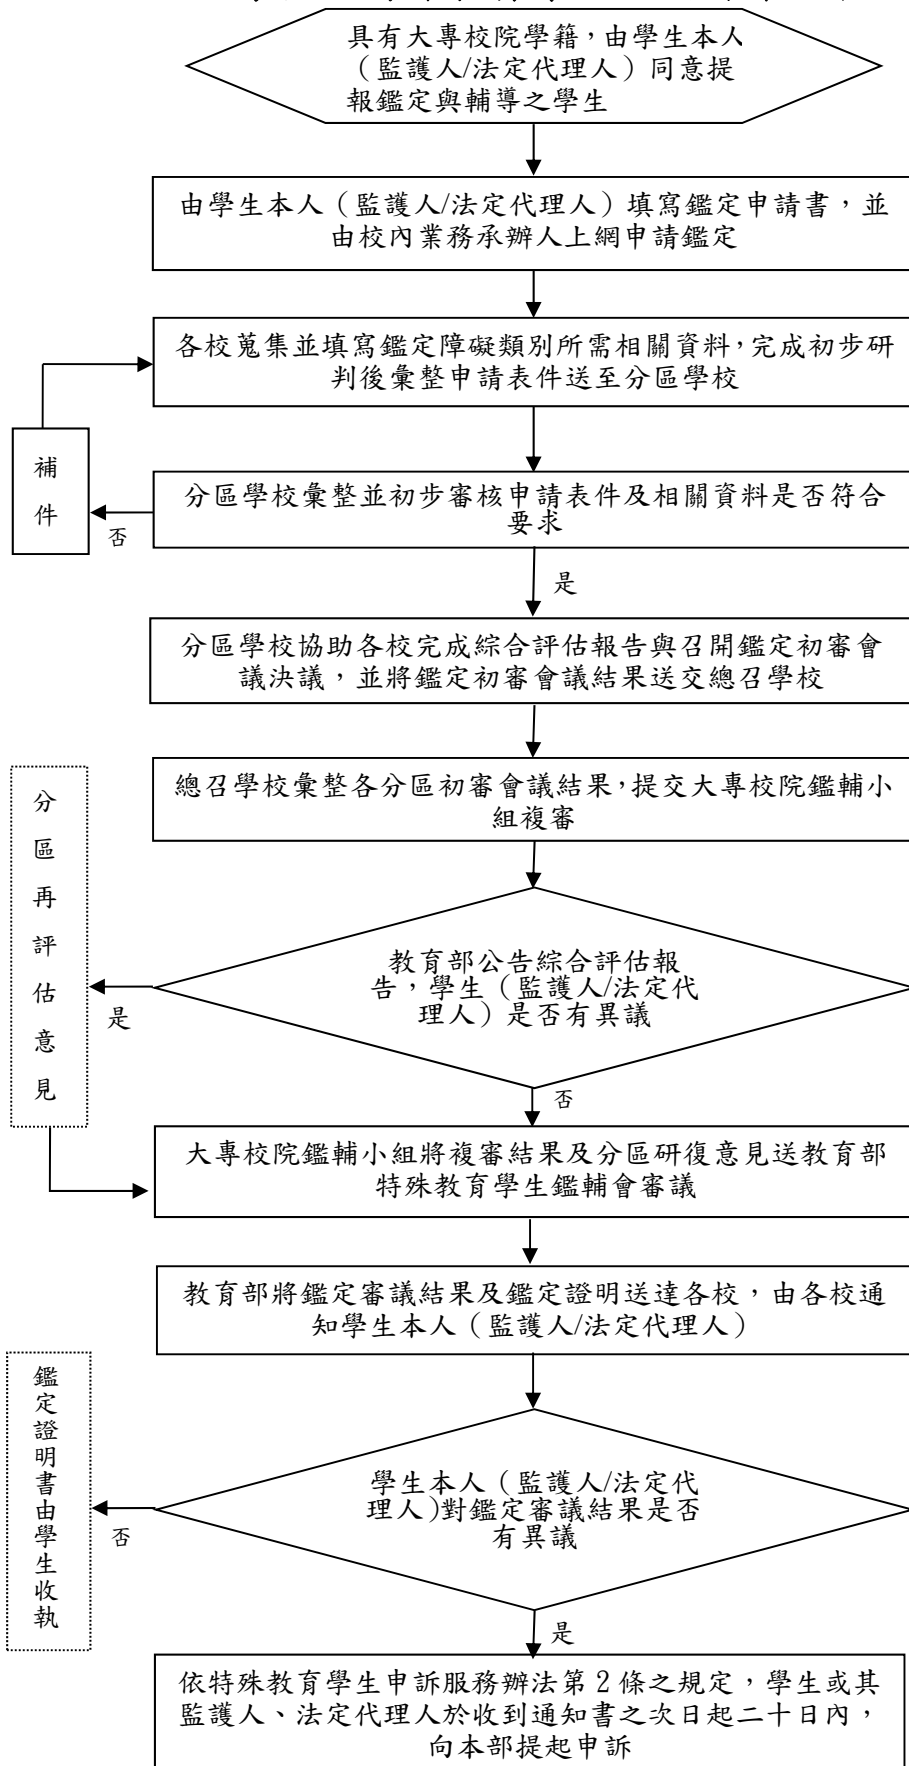 具有大專校院學籍，由學生本人
（監護人/法定代理人）同意提
報鑑定與輔導之學生
由學生本人（監護人/法定代理人）填寫鑑定申請書，並
由校內業務承辦人上網申請鑑定
各校蒐集並填寫鑑定障礙類別所需相關資料，完成初步研
判後彙整申請表件送至分區學校
補
件
分區學校彙整並初步審核申請表件及相關資料是否符合
要求
否
是
分區學校協助各校完成綜合評估報告與召開鑑定初審會
議決議，並將鑑定初審會議結果送交總召學校
總召學校彙整各分區初審會議結果，提交大專校院鑑輔小
組複審
分
區
再
評
估
意
見
教育部公告綜合評估報
告，學生（監護人/法定代
理人）是否有異議
是
否
大專校院鑑輔小組將複審結果及分區研復意見送教育部
特殊教育學生鑑輔會審議
教育部將鑑定審議結果及鑑定證明送達各校，由各校通
知學生本人（監護人/法定代理人）
鑑
定
證
明
書
由
學
生
收
執
學生本人（監護人/法定代
理人)對鑑定審議結果是否
有異議
否
是
依特殊教育學生申訴服務辦法第 2 條之規定，學生或其
監護人、法定代理人於收到通知書之次日起二十日內，
向本部提起申訴